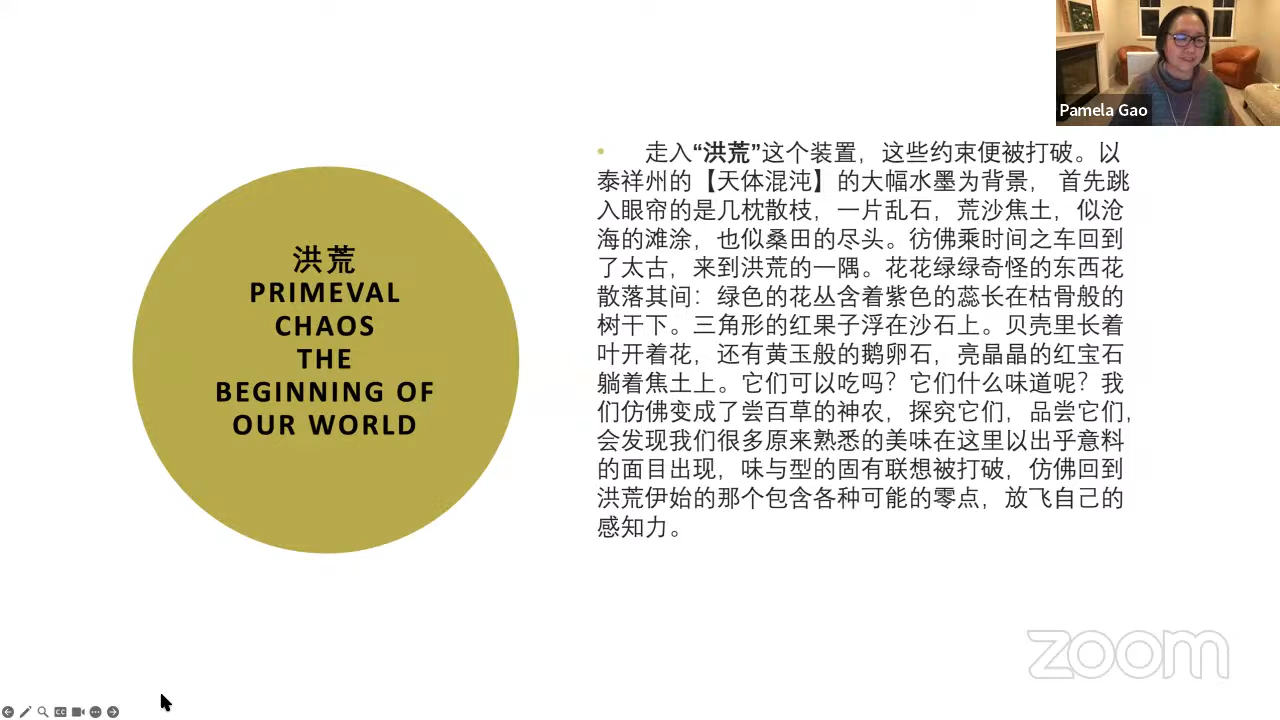 Pamela Gao
洪荒
PRIMEVAL
CHAOS
THE
BEGINNING OF
OUR WORLD
• 走入“洪荒”这个装置，这些约束便被打破。以
泰祥州的【天体混沌】的大幅水墨为背景， 首先跳
入眼帘的是几枕散枝，一片乱石，荒沙焦土，似沧
海的滩涂，也似桑田的尽头。彷佛乘时间之车回到
了太古，来到洪荒的一隅。花花绿绿奇怪的东西花
散落其间：绿色的花丛含着紫色的蕊长在枯骨般的
树干下。三角形的红果子浮在沙石上。贝壳里长着
叶开着花，还有黄玉般的鹅卵石，亮晶晶的红宝石
躺着焦土上。它们可以吃吗？它们什么味道呢？我
们仿佛变成了尝百草的神农，探究它们，品尝它们，
会发现我们很多原来熟悉的美味在这里以出乎意料
的面目出现，味与型的固有联想被打破，仿佛回到
洪荒伊始的那个包含各种可能的零点，放飞自己的
感知力。
zoom